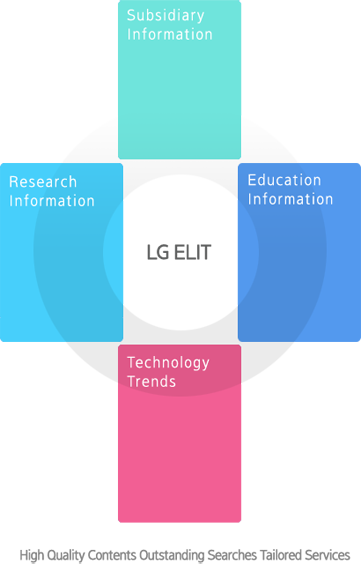 Subsidiary
Information
Research
Information
Education
Information
LG ELIT
Technology
Trends
High Quality Contents Outstanding Searches Tailored Services